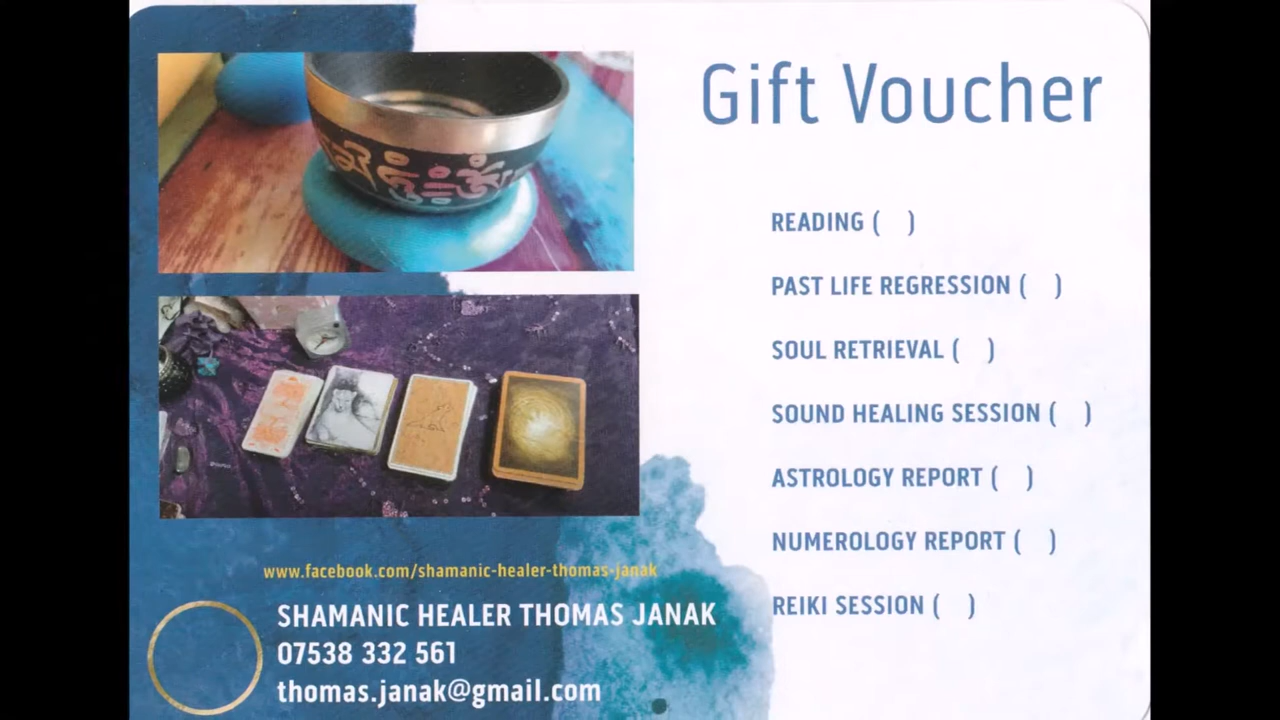 Gift Voucher
READING (  )
PAST LIFE REGRESSION (  )
SOUL RETRIEVAL (  )
SOUND HEALING SESSION (  )
ASTROLOGY REPORT (  )
NUMEROLOGY REPORT (  )
REIKI SESSION (  )
www.facebook.com/shamanic-healer-thomas-janak
SHAMANIC HEALER THOMAS JANAK
07538 332 561
thomas.janak@gmail.com